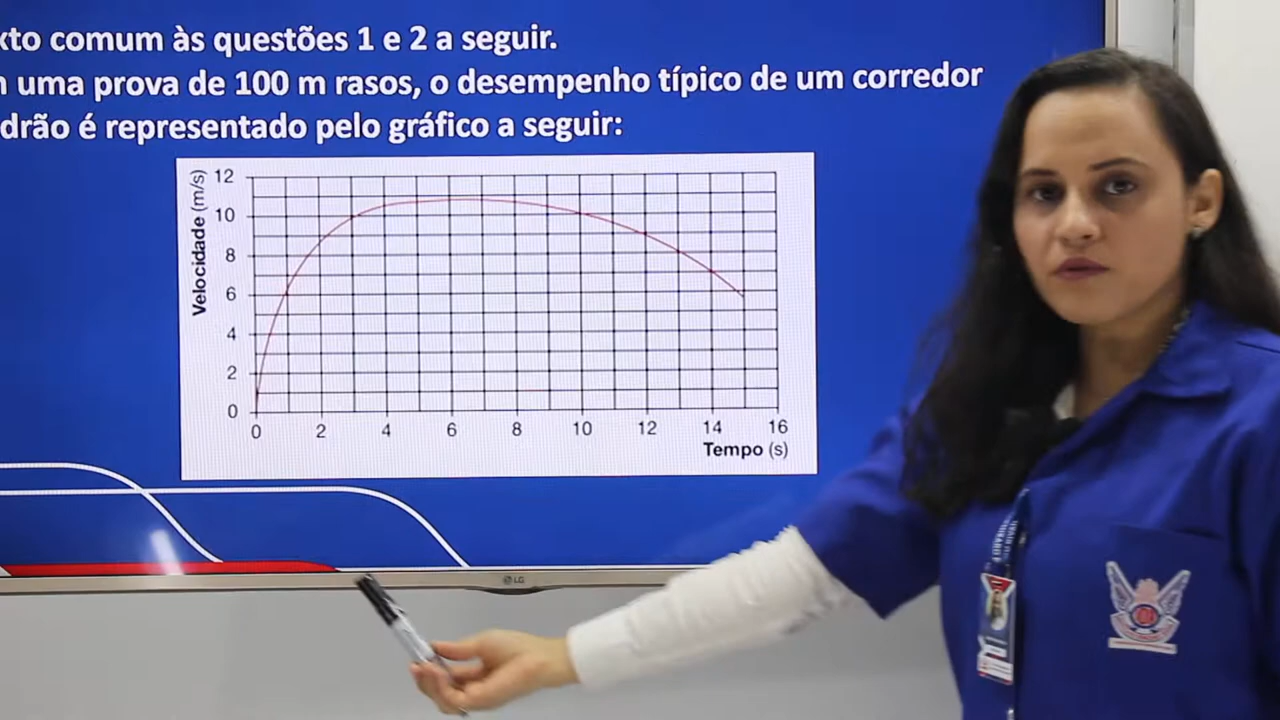 xto comum às questões 1 e 2 a seguir.
uma prova de 100 m rasos, o desempenho típico de um corredor
drão é representado pelo gráfico a seguir:
Velocidade (m/s)
12
10
8
6
4
2
0
0 2 4 6 8 10 12 14 16
Tempo (s)
LG